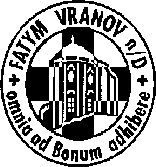 + FATYM VRANOV n/D +
omnia ad Bonum adhibere